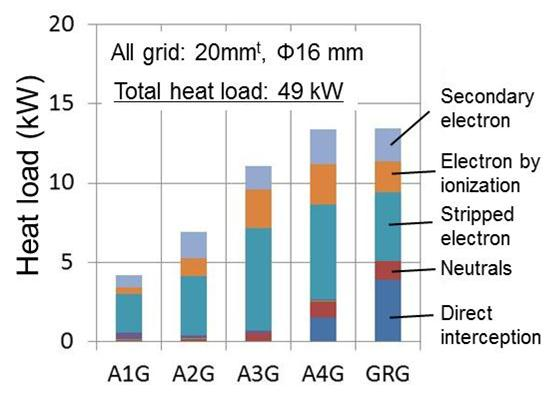 20
All grid: 20mmᵗ, Φ16 mm
Total heat load: 49 kW
15
10
5
0
Heat load (kW)
Secondary
electron
Electron by
ionization
Stripped
electron
Neutrals
Direct
interception
A1G A2G A3G A4G GRG